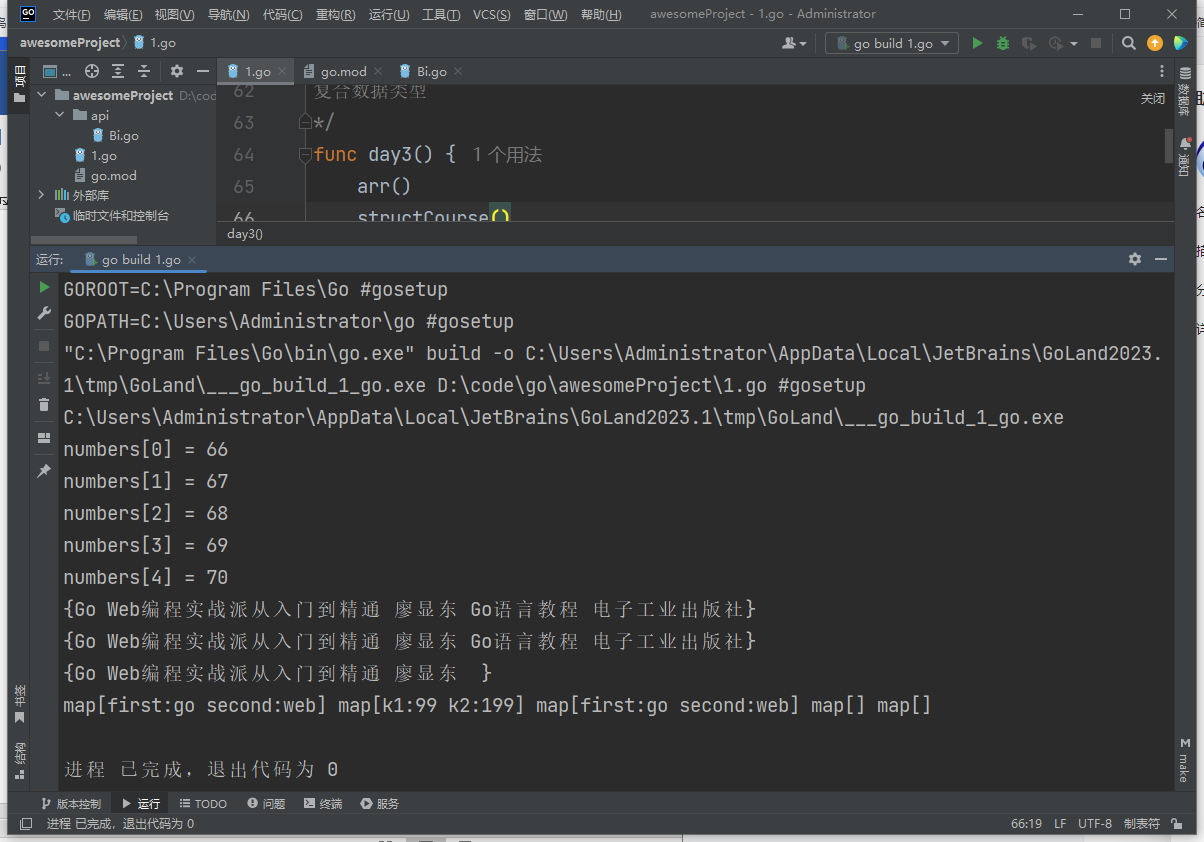 GO 文件(F) 编辑(E) 视图(V) 导航(N) 代码(C) 重构(R) 运行(U) 工具(T) VCS(S) 窗口(W) 帮助(H) awesomeProject - 1.go - Administrator
awesomeProject 1.go go build 1.go
项目 ... 1.go go.mod Bi.go
awesomeProject D:\cod
api
Bi.go
1.go
go.mod
外部库
临时文件和控制台
62 复合数据类型
关闭
63 */
64 func day3() { 1 个用法
65 arr()
66 structCourse()
day3()
数据库
通知
运行: go build 1.go
GOROOT=C:\Program Files\Go #gosetup
GOPATH=C:\Users\Administrator\go #gosetup
"C:\Program Files\Go\bin\go.exe" build -o C:\Users\Administrator\AppData\Local\JetBrains\GoLand2023.
1\tmp\GoLand\___go_build_1_go.exe D:\code\go\awesomeProject\1.go #gosetup
C:\Users\Administrator\AppData\Local\JetBrains\GoLand2023.1\tmp\GoLand\___go_build_1_go.exe
numbers[0] = 66
numbers[1] = 67
numbers[2] = 68
numbers[3] = 69
numbers[4] = 70
{Go Web编程实战派从入门到精通 廖显东 Go语言教程 电子工业出版社}
{Go Web编程实战派从入门到精通 廖显东 Go语言教程 电子工业出版社}
{Go Web编程实战派从入门到精通 廖显东  }
map[first:go second:web] map[k1:99 k2:199] map[first:go second:web] map[] map[]
进程 已完成，退出代码为 0
书签
结构
M make
版本控制 运行 TODO 问题 终端 服务
进程 已完成，退出代码为 0 66:19 LF UTF-8 制表符